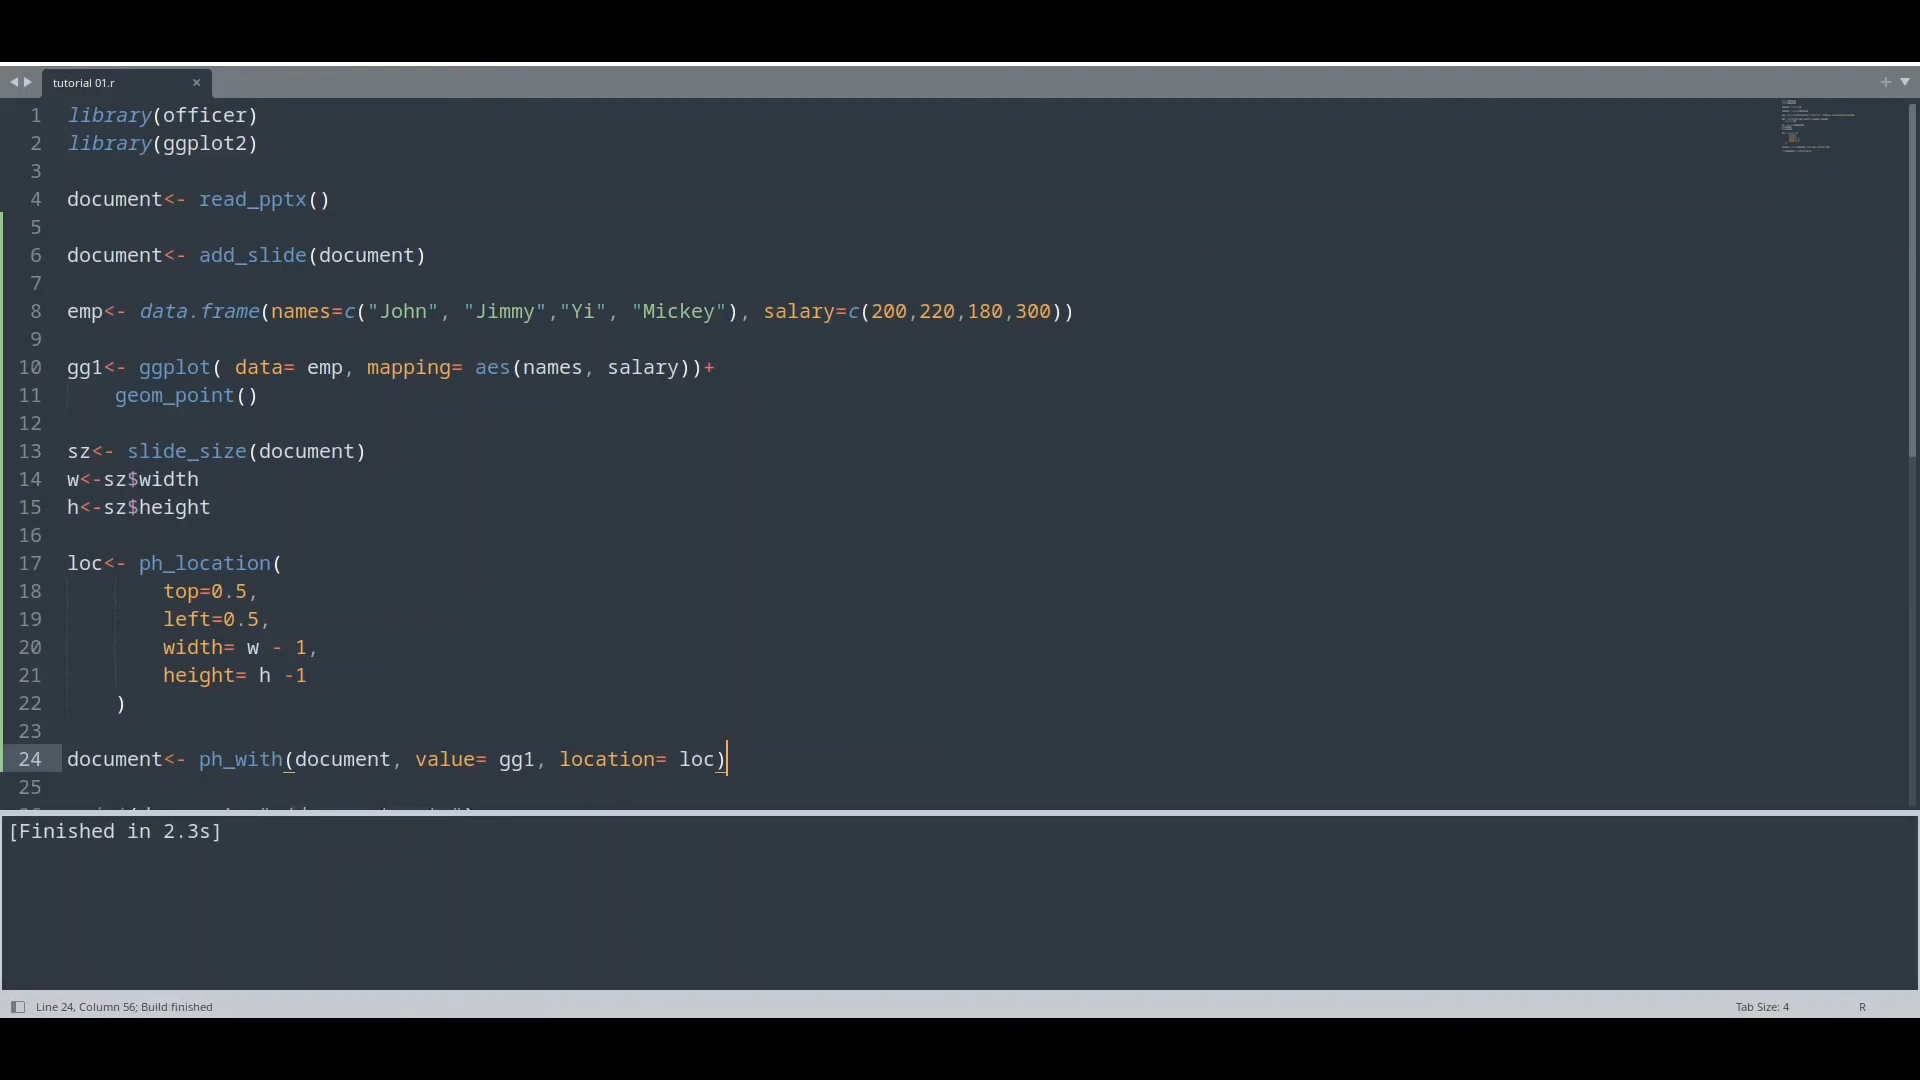 tutorial 01.r
1 library(officer)
2 library(ggplot2)
3
4 document<- read_pptx()
5
6 document<- add_slide(document)
7
8 emp<- data.frame(names=c("John", "Jimmy","Yi", "Mickey"), salary=c(200,220,180,300))
9
10 gg1<- ggplot( data= emp, mapping= aes(names, salary))+
11     geom_point()
12
13 sz<- slide_size(document)
14 w<-sz$width
15 h<-sz$height
16
17 loc<- ph_location(
18         top=0.5,
19         left=0.5,
20         width= w - 1,
21         height= h -1
22     )
23
24 document<- ph_with(document, value= gg1, location= loc)
25
[Finished in 2.3s]
Line 24, Column 56; Build finished
Tab Size: 4
R